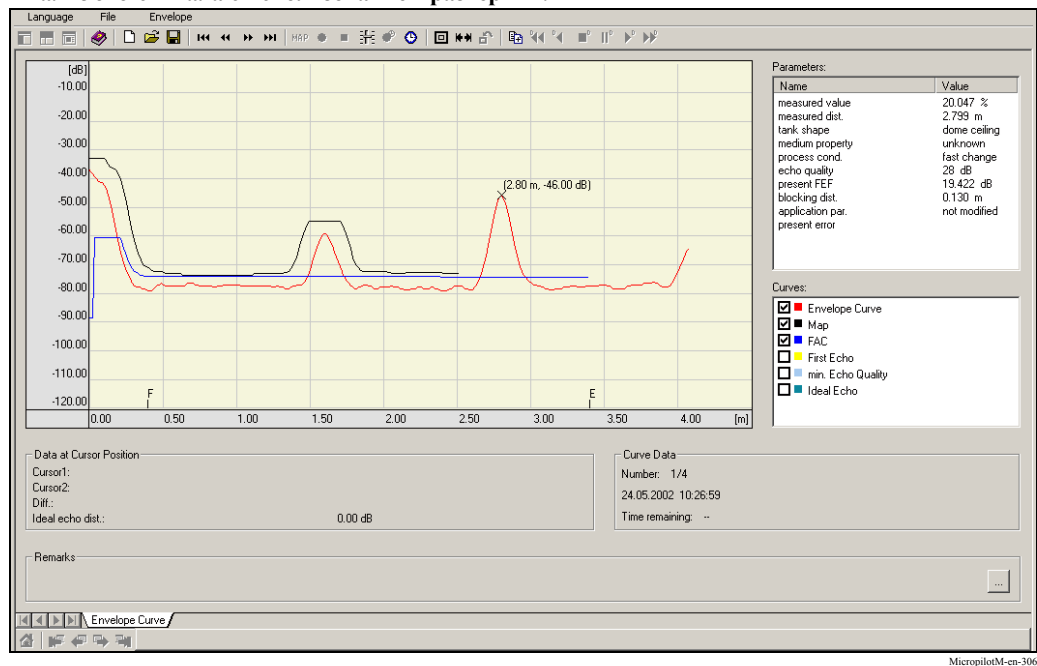 Language File Envelope
MAP
[dB]
-10.00
-20.00
-30.00
-40.00
-50.00
-60.00
-70.00
-80.00
-90.00
-100.00
-110.00
-120.00
(2.80 m, -46.00 dB)
F
E
0.00 0.50 1.00 1.50 2.00 2.50 3.00 3.50 4.00 [m]
Parameters:
Name Value
measured value 20.047 %
measured dist. 2.799 m
tank shape dome ceiling
medium property unknown
process cond. fast change
echo quality 28 dB
present FEF 19.422 dB
blocking dist. 0.130 m
application par. not modified
present error
Curves:
Envelope Curve
Map
FAC
First Echo
min. Echo Quality
Ideal Echo
Data at Cursor Position
Cursor1:
Cursor2:
Diff.:
Ideal echo dist.: 0.00 dB
Curve Data
Number: 1/4
24.05.2002 10:26:59
Time remaining: --
Remarks
...
Envelope Curve
MicropilotM-en-306